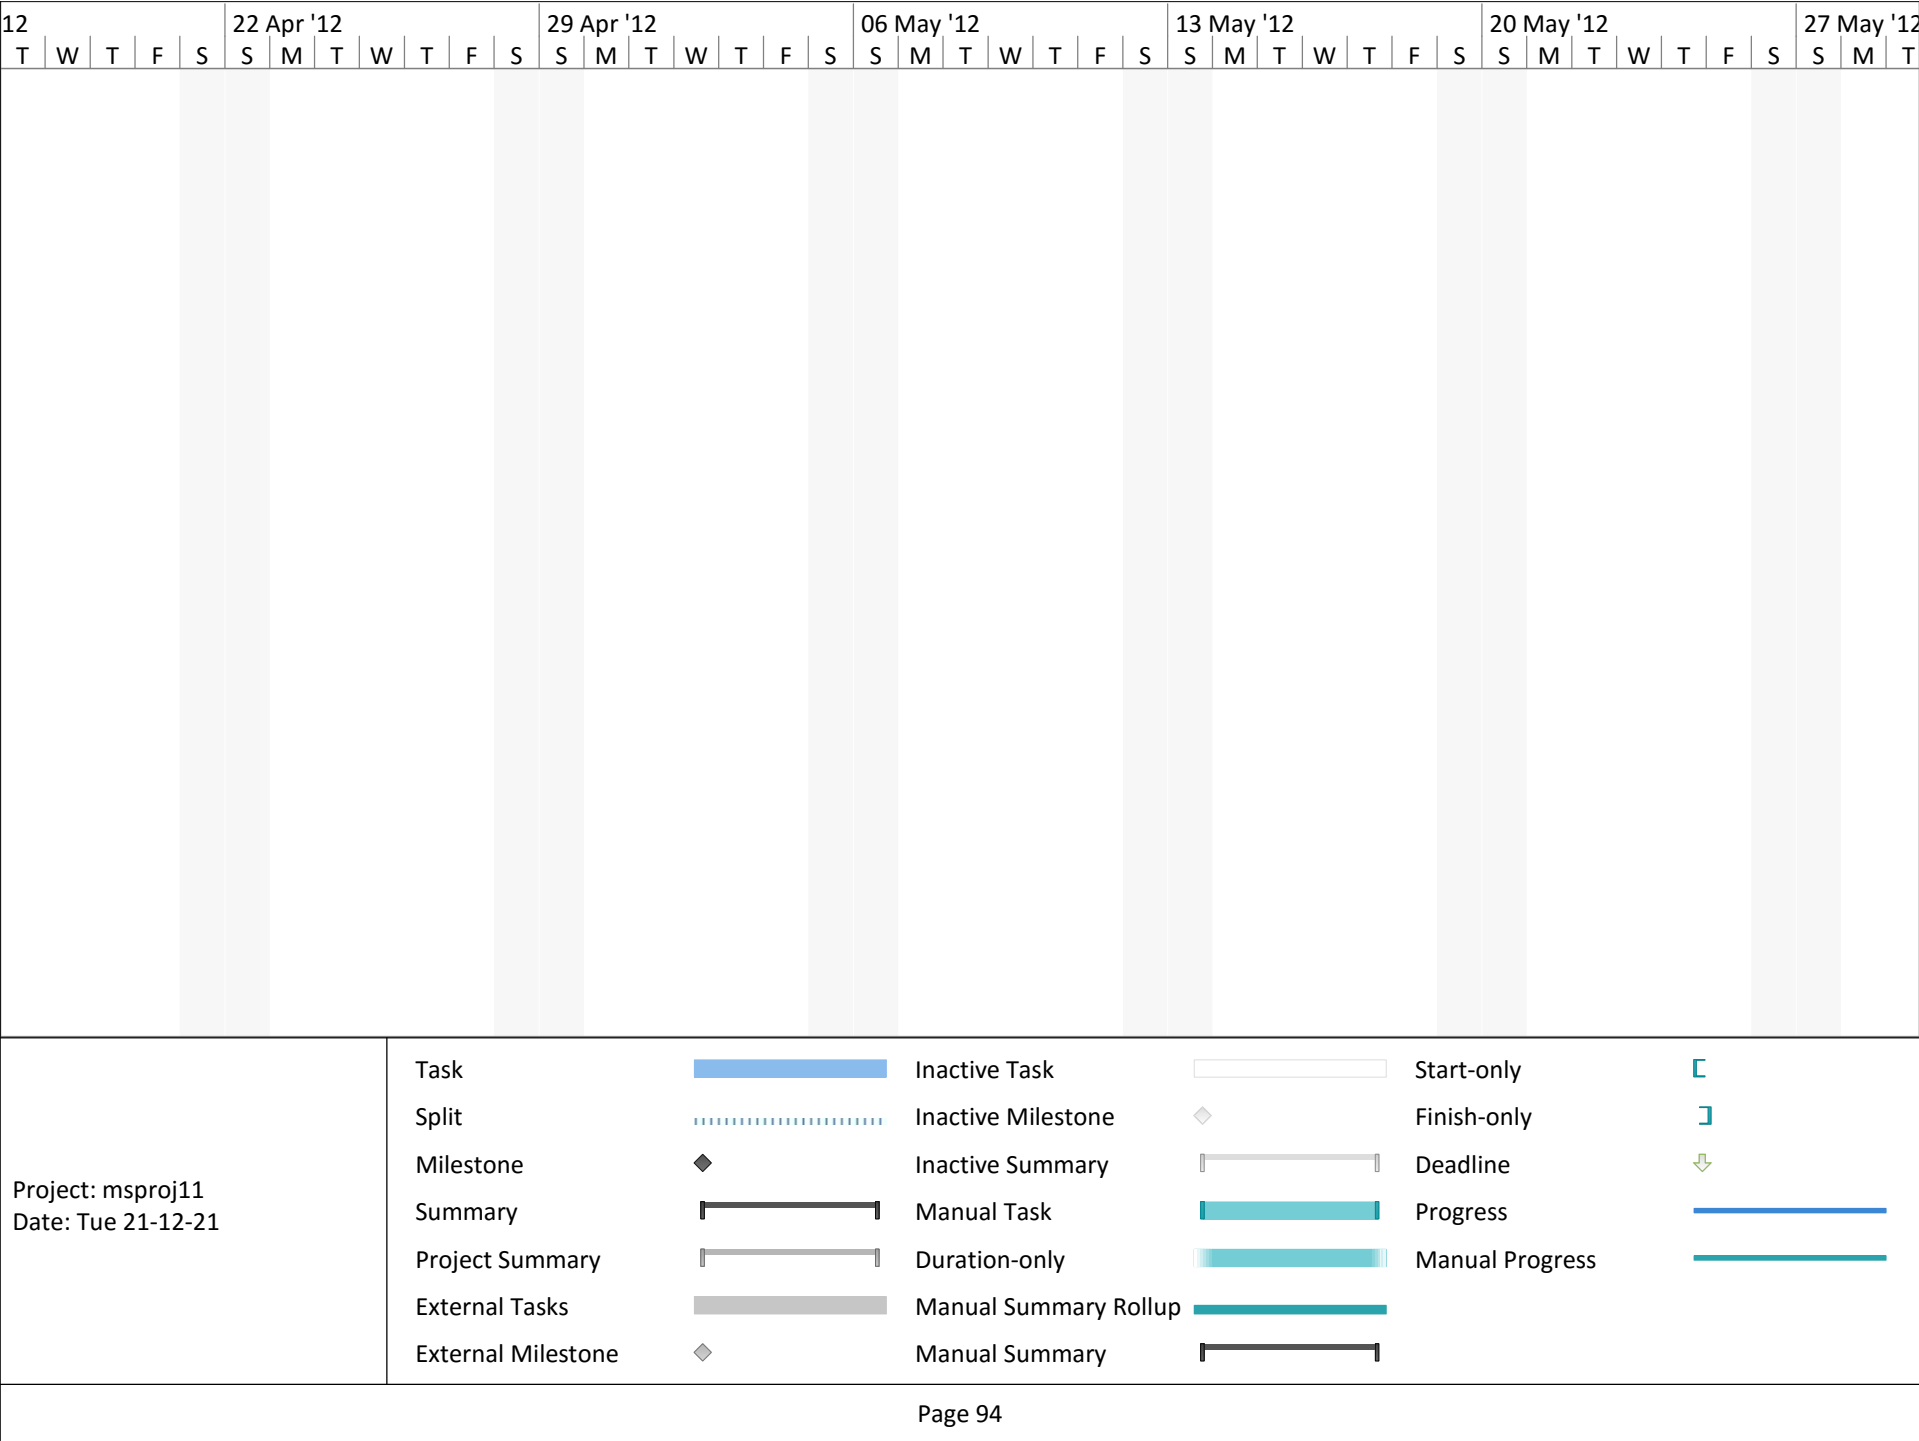 12 22 Apr '12 29 Apr '12 06 May '12 13 May '12 20 May '12 27 May '12
T W T F S S M T W T F S S M T W T F S S M T W T F S S M T W T F S S M T W T F S S M T
Task Inactive Task Start-only
Split Inactive Milestone Finish-only
Milestone Inactive Summary Deadline
Project: msproj11
Date: Tue 21-12-21
Summary Manual Task Progress
Project Summary Duration-only Manual Progress
External Tasks Manual Summary Rollup
External Milestone Manual Summary
Page 94